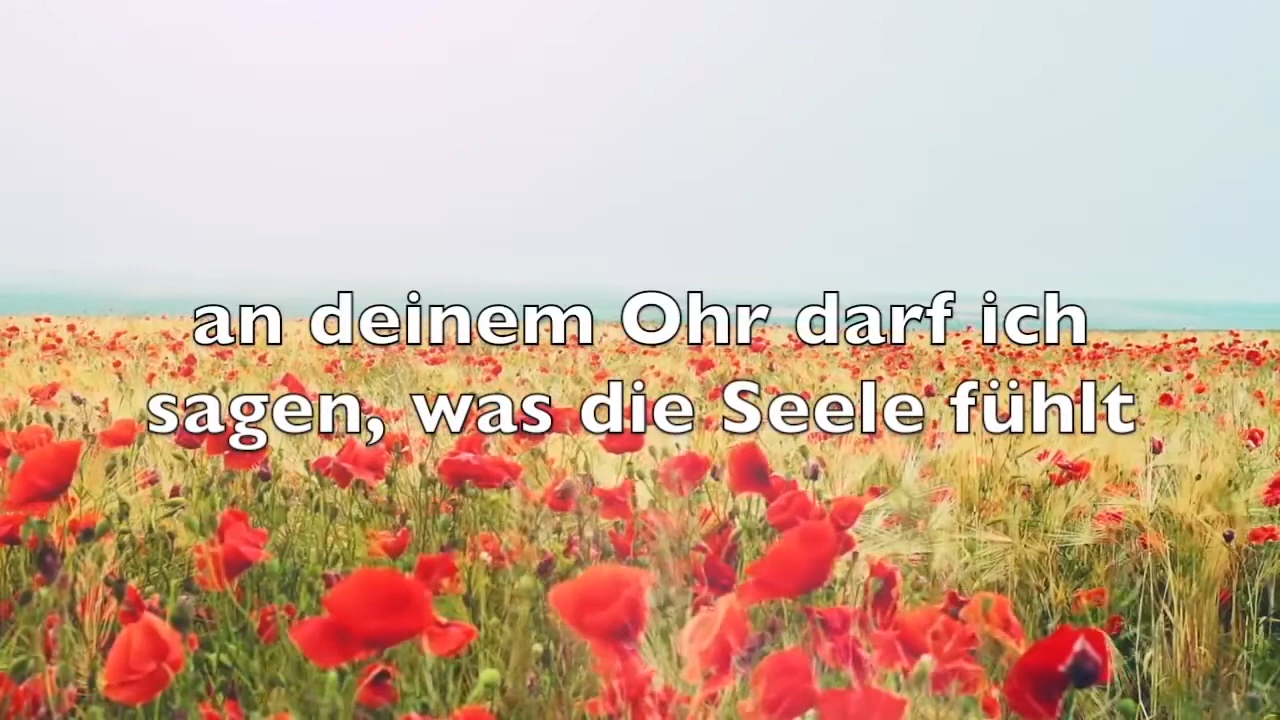 an deinem Ohr darf ich
sagen, was die Seele fühlt